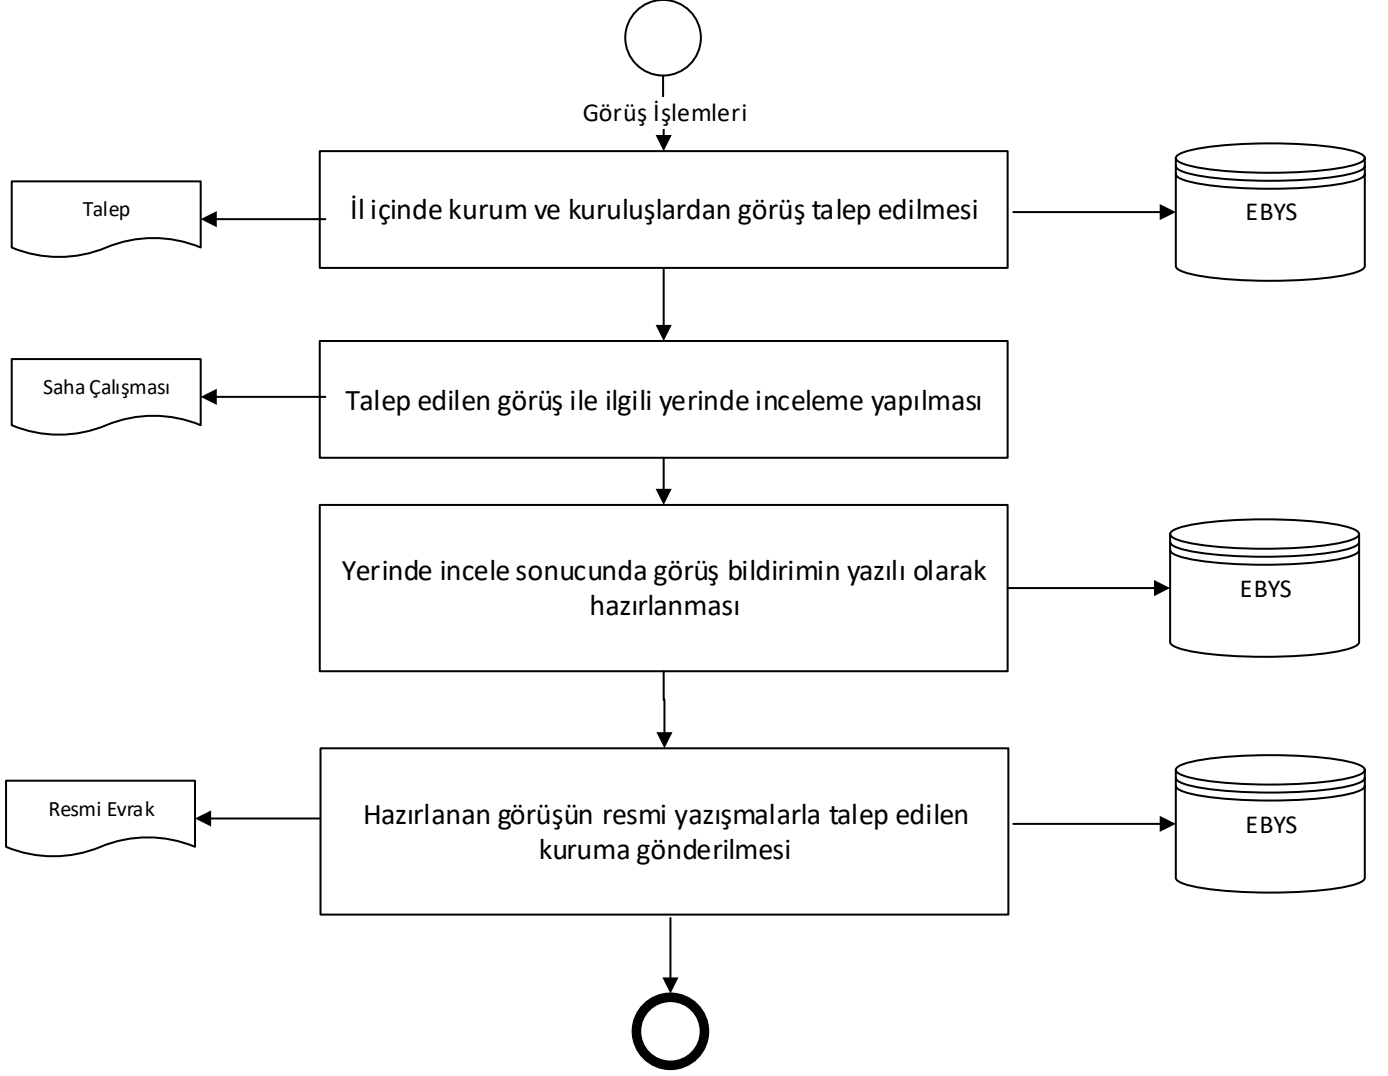 Görüş İşlemleri
Talep
İl içinde kurum ve kuruluşlardan görüş talep edilmesi
EBYS
Saha Çalışması
Talep edilen görüş ile ilgili yerinde inceleme yapılması
Yerinde incele sonucunda görüş bildirimin yazılı olarak
hazırlanması
EBYS
Resmi Evrak
Hazırlanan görüşün resmi yazışmalarla talep edilen
kuruma gönderilmesi
EBYS